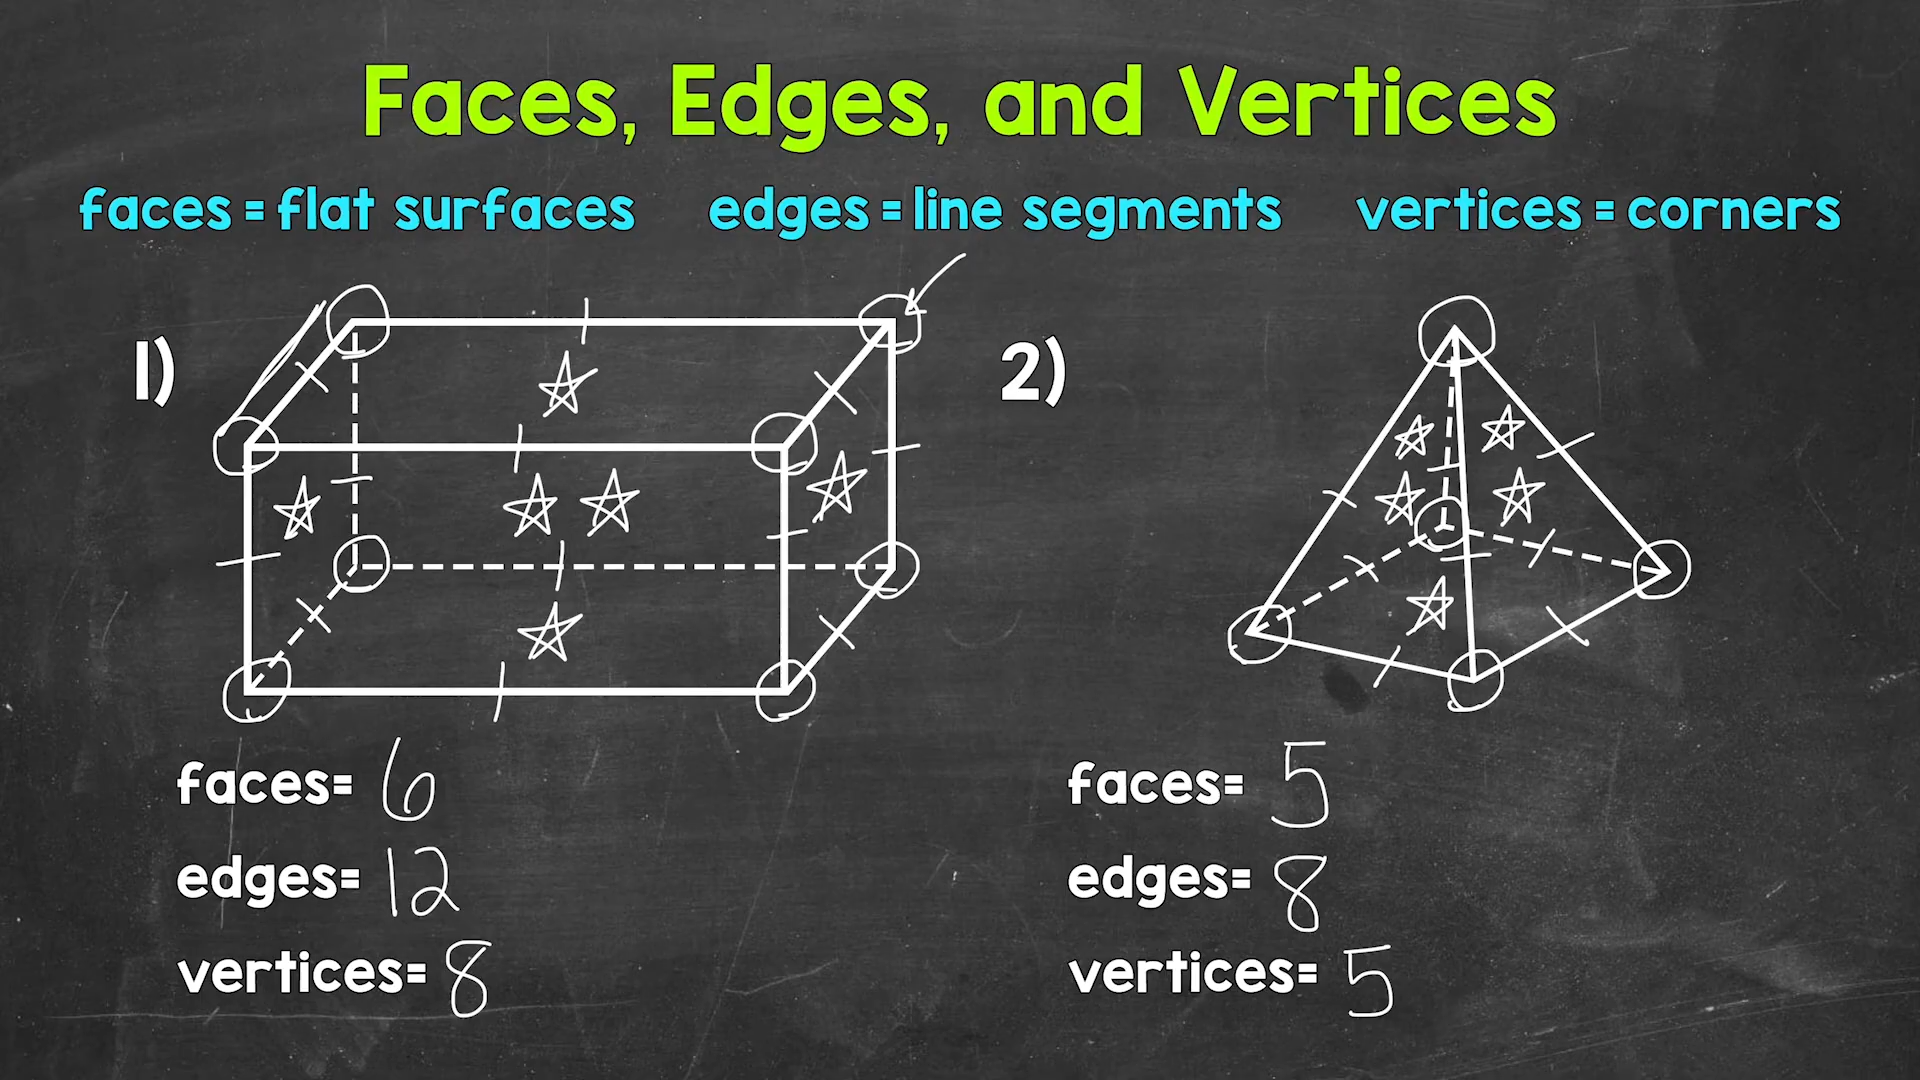 Faces, Edges, and Vertices
faces = flat surfaces edges = line segments vertices = corners
1)
2)
faces= 6
edges= 12
vertices= 8
faces= 5
edges= 8
vertices= 5